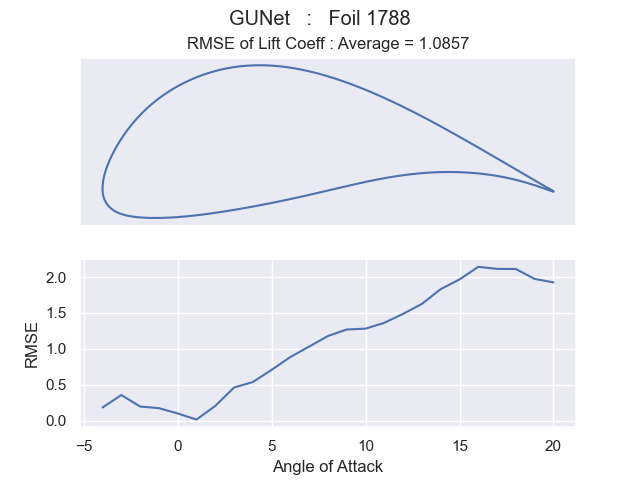 GUNet   :   Foil 1788
RMSE of Lift Coeff : Average = 1.0857
2.0
1.5
1.0
0.5
0.0
RMSE
−5 0 5 10 15 20
Angle of Attack